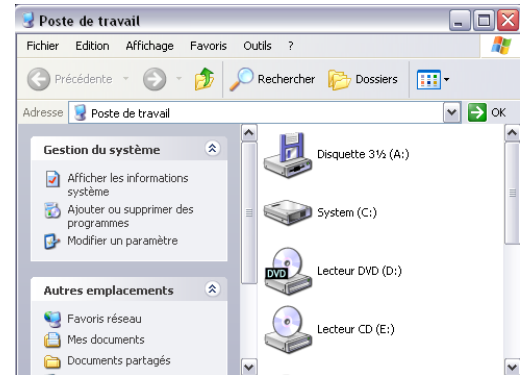 Poste de travail
Fichier Edition Affichage Favoris Outils ?
Précédente Rechercher Dossiers
Adresse Poste de travail OK
Gestion du système
Afficher les informations
système
Ajouter ou supprimer des
programmes
Modifier un paramètre
Autres emplacements
Favoris réseau
Mes documents
Documents partagés
Disquette 3½ (A:)
System (C:)
DVD Lecteur DVD (D:)
Lecteur CD (E:)